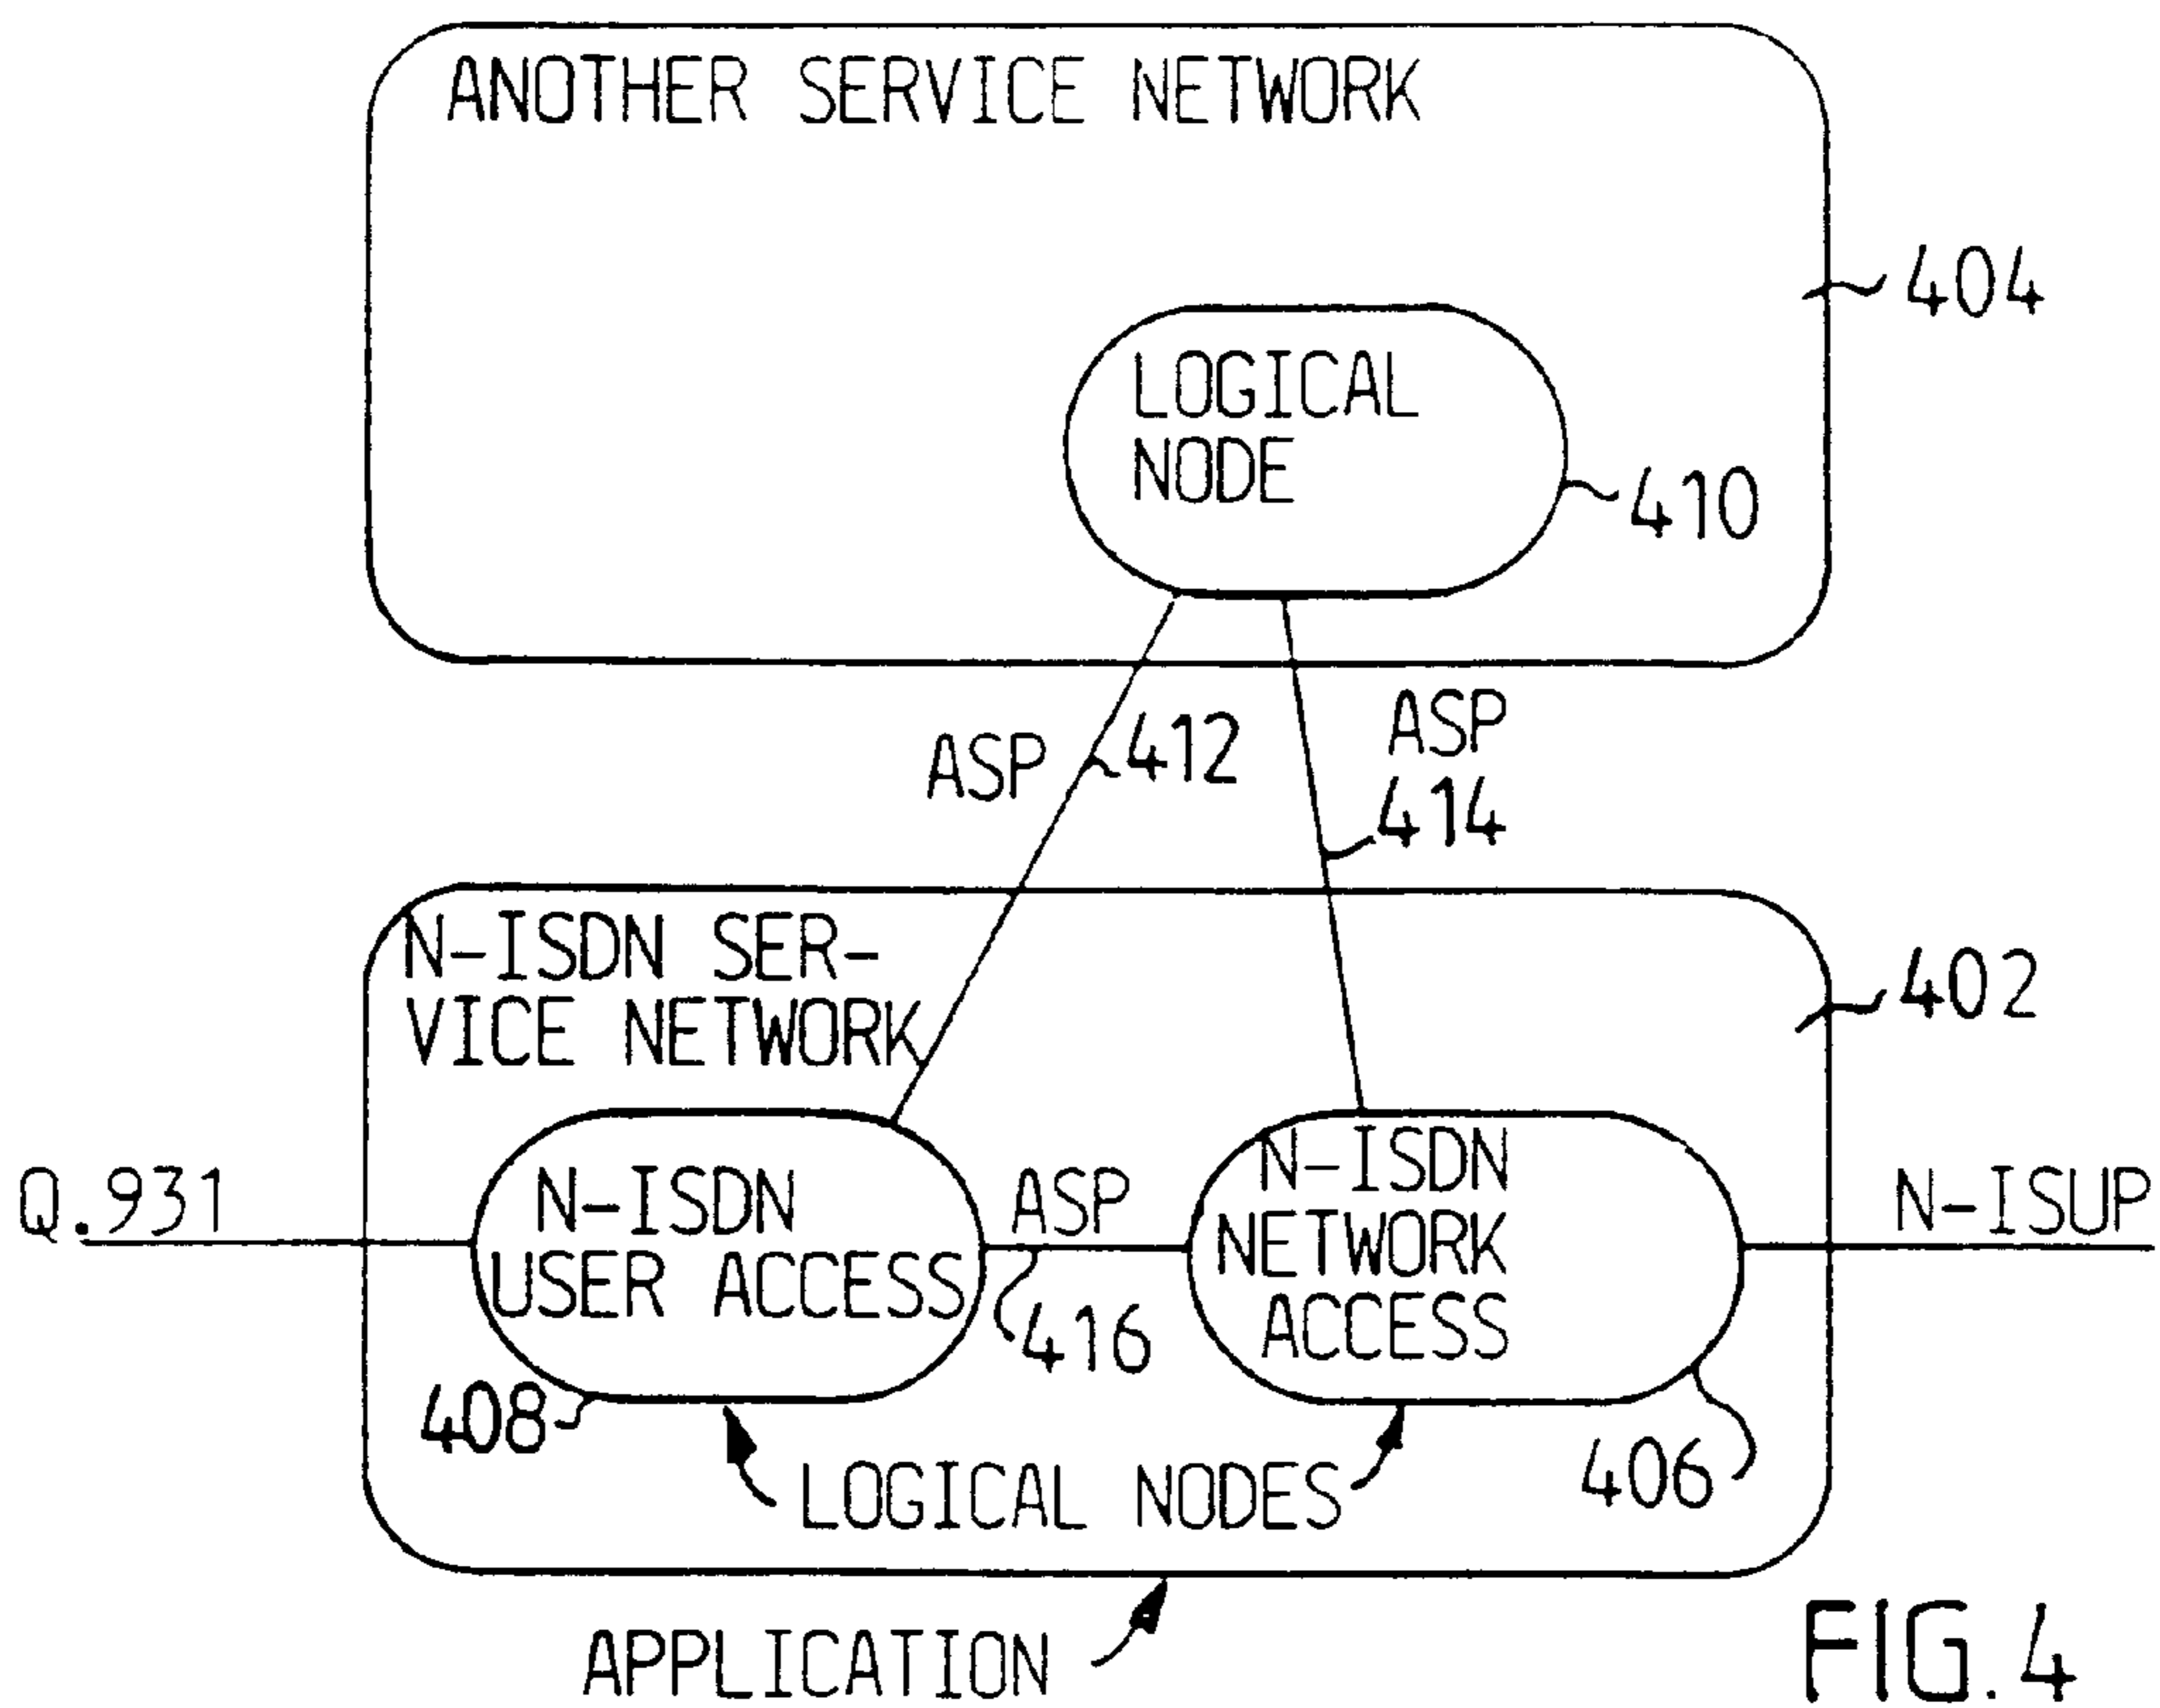 ANOTHER SERVICE NETWORK
404
LOGICAL
NODE
410
ASP
412
ASP
414
N-ISDN SER-
VICE NETWORK
402
Q.931
N-ISDN
USER ACCESS
ASP
416
N-ISDN
NETWORK
ACCESS
N-ISUP
408
LOGICAL NODES
406
APPLICATION
FIG.4